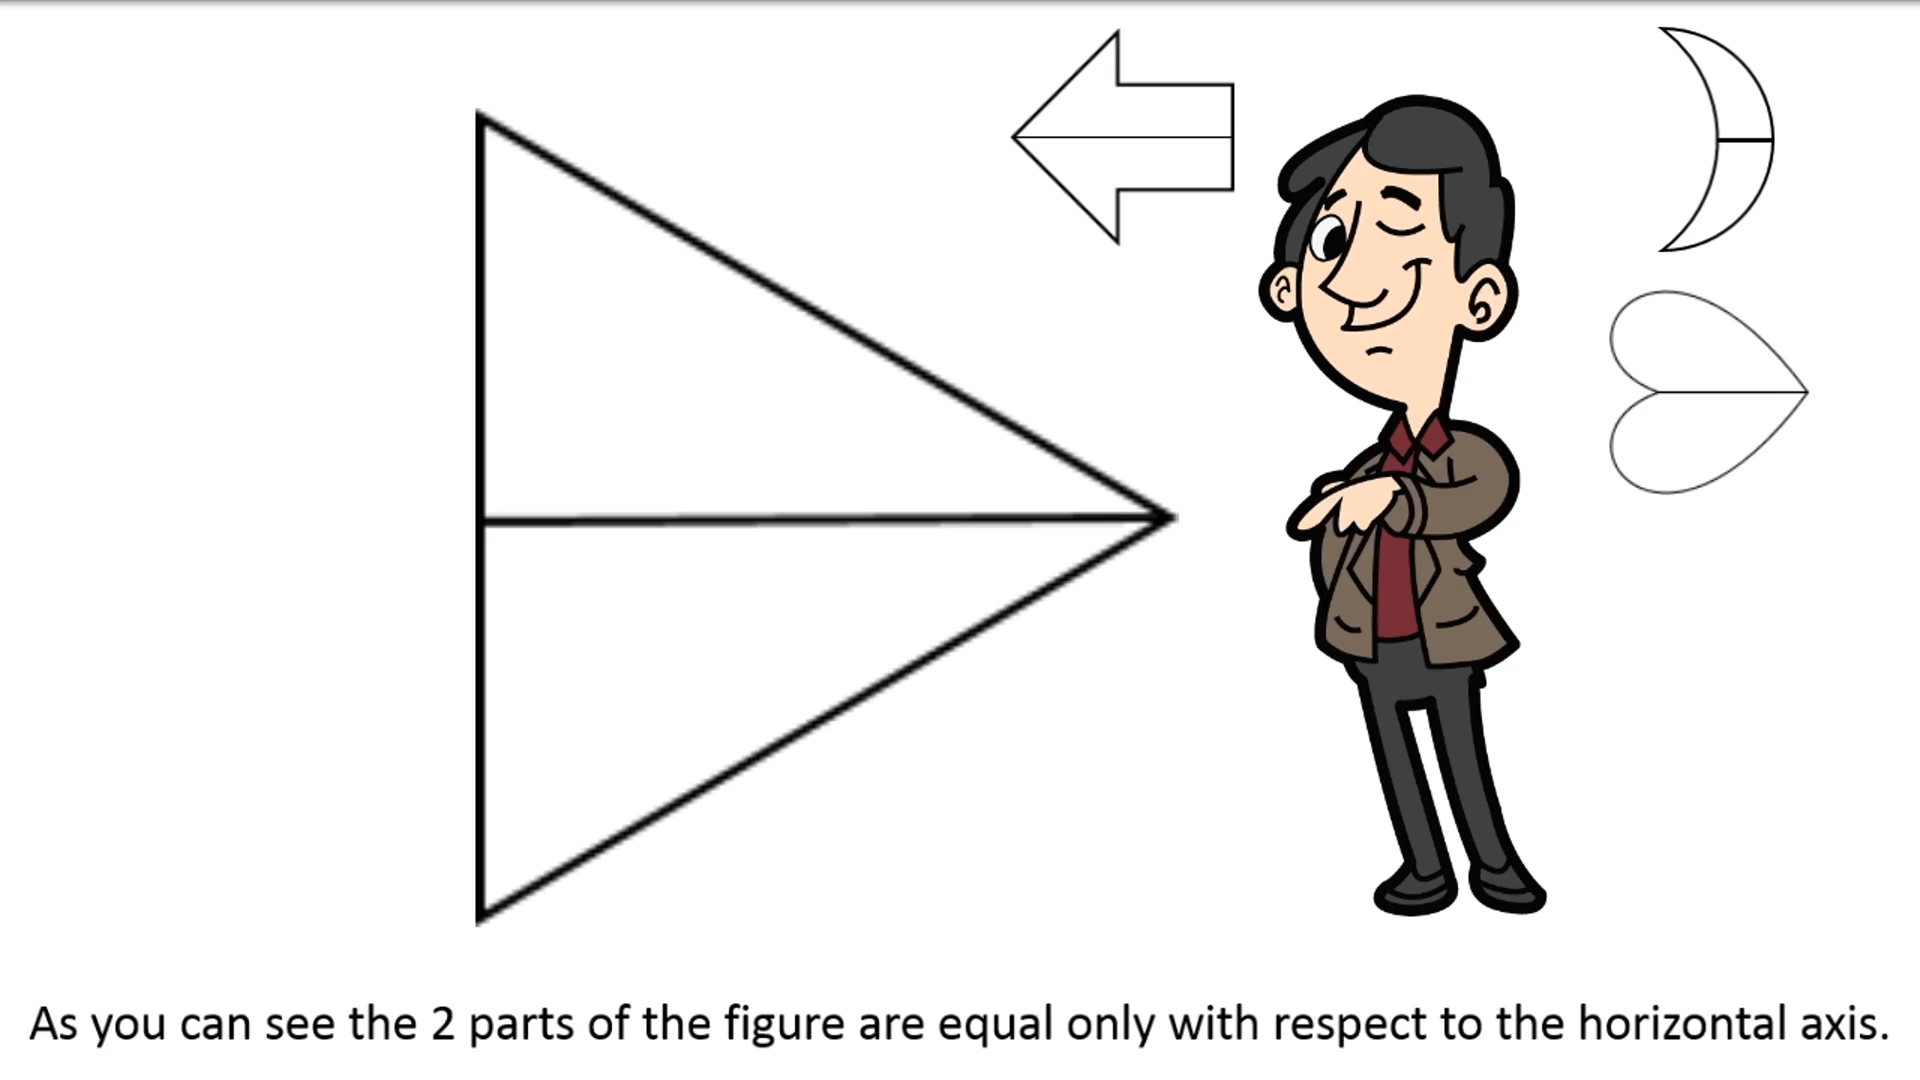 As you can see the 2 parts of the figure are equal only with respect to the horizontal axis.